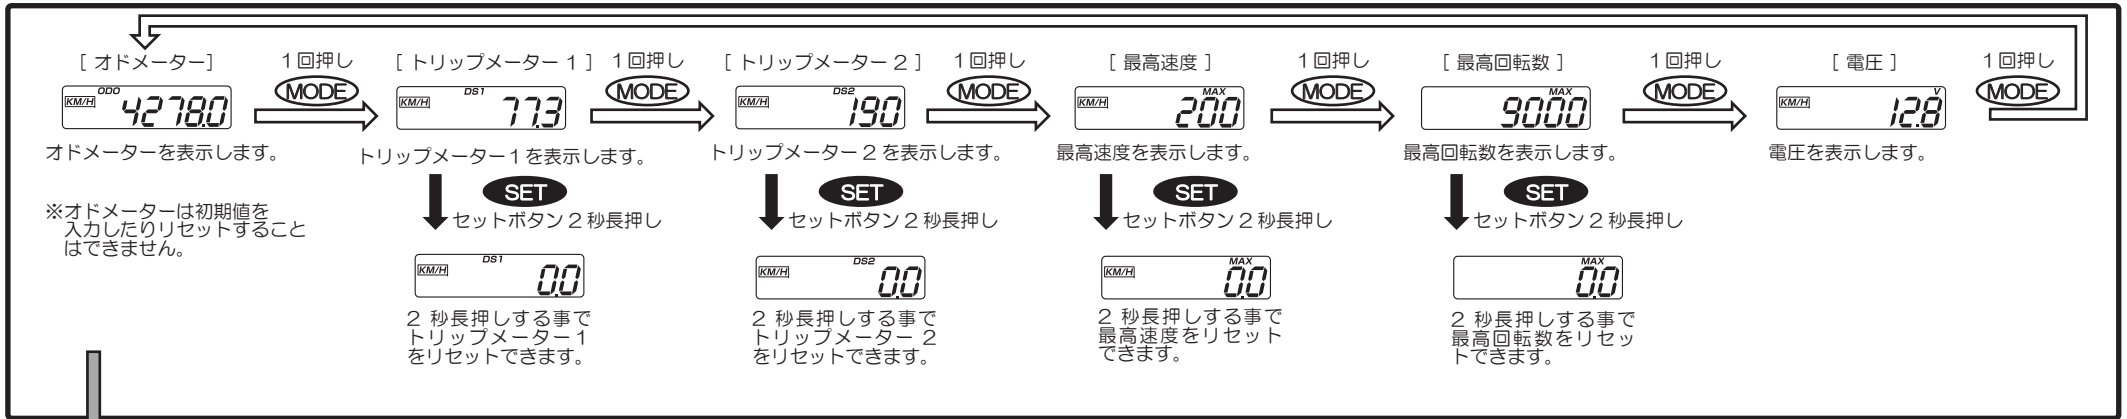 [ オドメーター ]
1回押し
MODE
[ トリップメーター 1 ]
1回押し
MODE
[ トリップメーター 2 ]
1回押し
MODE
[ 最高速度 ]
1回押し
MODE
[ 最高回転数 ]
1回押し
MODE
[ 電圧 ]
1回押し
MODE
ODO
KM/H 4278.0
DS1
KM/H 77.3
DS2
KM/H 19.0
MAX
KM/H 20.0.0
MAX
9000
V
KM/H 12.8
オドメーターを表示します。
トリップメーター1を表示します。
トリップメーター 2 を表示します。
最高速度を表示します。
最高回転数を表示します。
電圧を表示します。
※オドメーターは初期値を
入力したりリセットすること
はできません。
SET
セットボタン 2 秒長押し
SET
セットボタン 2 秒長押し
SET
セットボタン 2 秒長押し
SET
セットボタン 2 秒長押し
DS1
KM/H 0.0
DS2
KM/H 0.0
MAX
KM/H 0.0
MAX
0.0
2 秒長押しする事で
トリップメーター1
をリセットできます。
2 秒長押しする事で
トリップメーター 2
をリセットできます。
2 秒長押しする事で
最高速度をリセット
できます。
2 秒長押しする事で
最高回転数をリセッ
トできます。